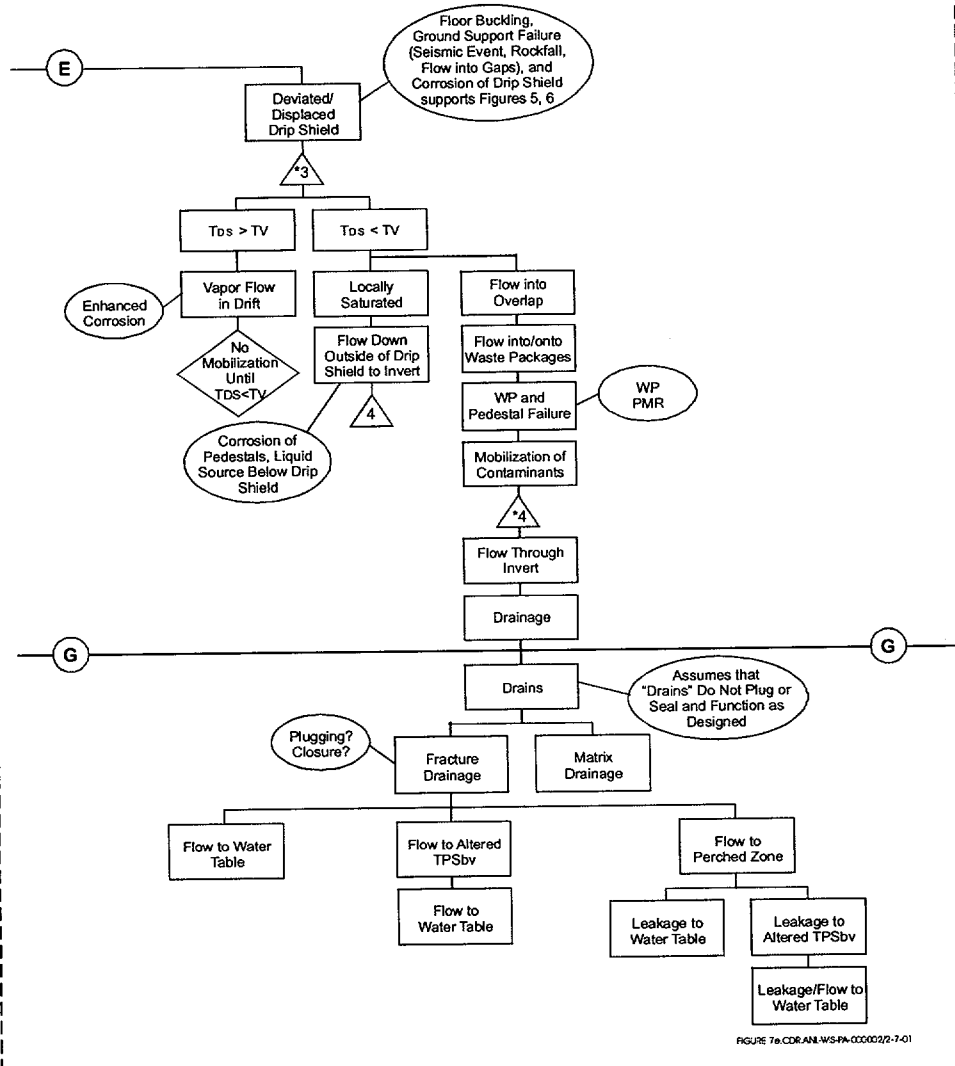 Floor Buckling,
Ground Support Failure
(Seismic Event, Rockfall,
Flow into Gaps), and
Corrosion of Drip Shield
supports Figures 5, 6
E
Deviated/
Displaced
Drip Shield
*3
TDS > TV
TDS < TV
Enhanced
Corrosion
Vapor Flow
in Drift
Locally
Saturated
Flow into
Overlap
No
Mobilization
Until
TDS<TV
Flow Down
Outside of Drip
Shield to Invert
Flow into/onto
Waste Packages
4
WP and
Pedestal Failure
WP
PMR
Corrosion of
Pedestals, Liquid
Source Below Drip
Shield
Mobilization of
Contaminants
*4
Flow Through
Invert
Drainage
G
G
Drains
Assumes that
"Drains" Do Not Plug or
Seal and Function as
Designed
Plugging?
Closure?
Fracture
Drainage
Matrix
Drainage
Flow to Water
Table
Flow to Altered
TPSbv
Flow to
Perched Zone
Flow to
Water Table
Leakage to
Water Table
Leakage to
Altered TPSbv
Leakage/Flow to
Water Table
FIGURE 7e.CDR.ANL-WS-PA-000002/2-7-01